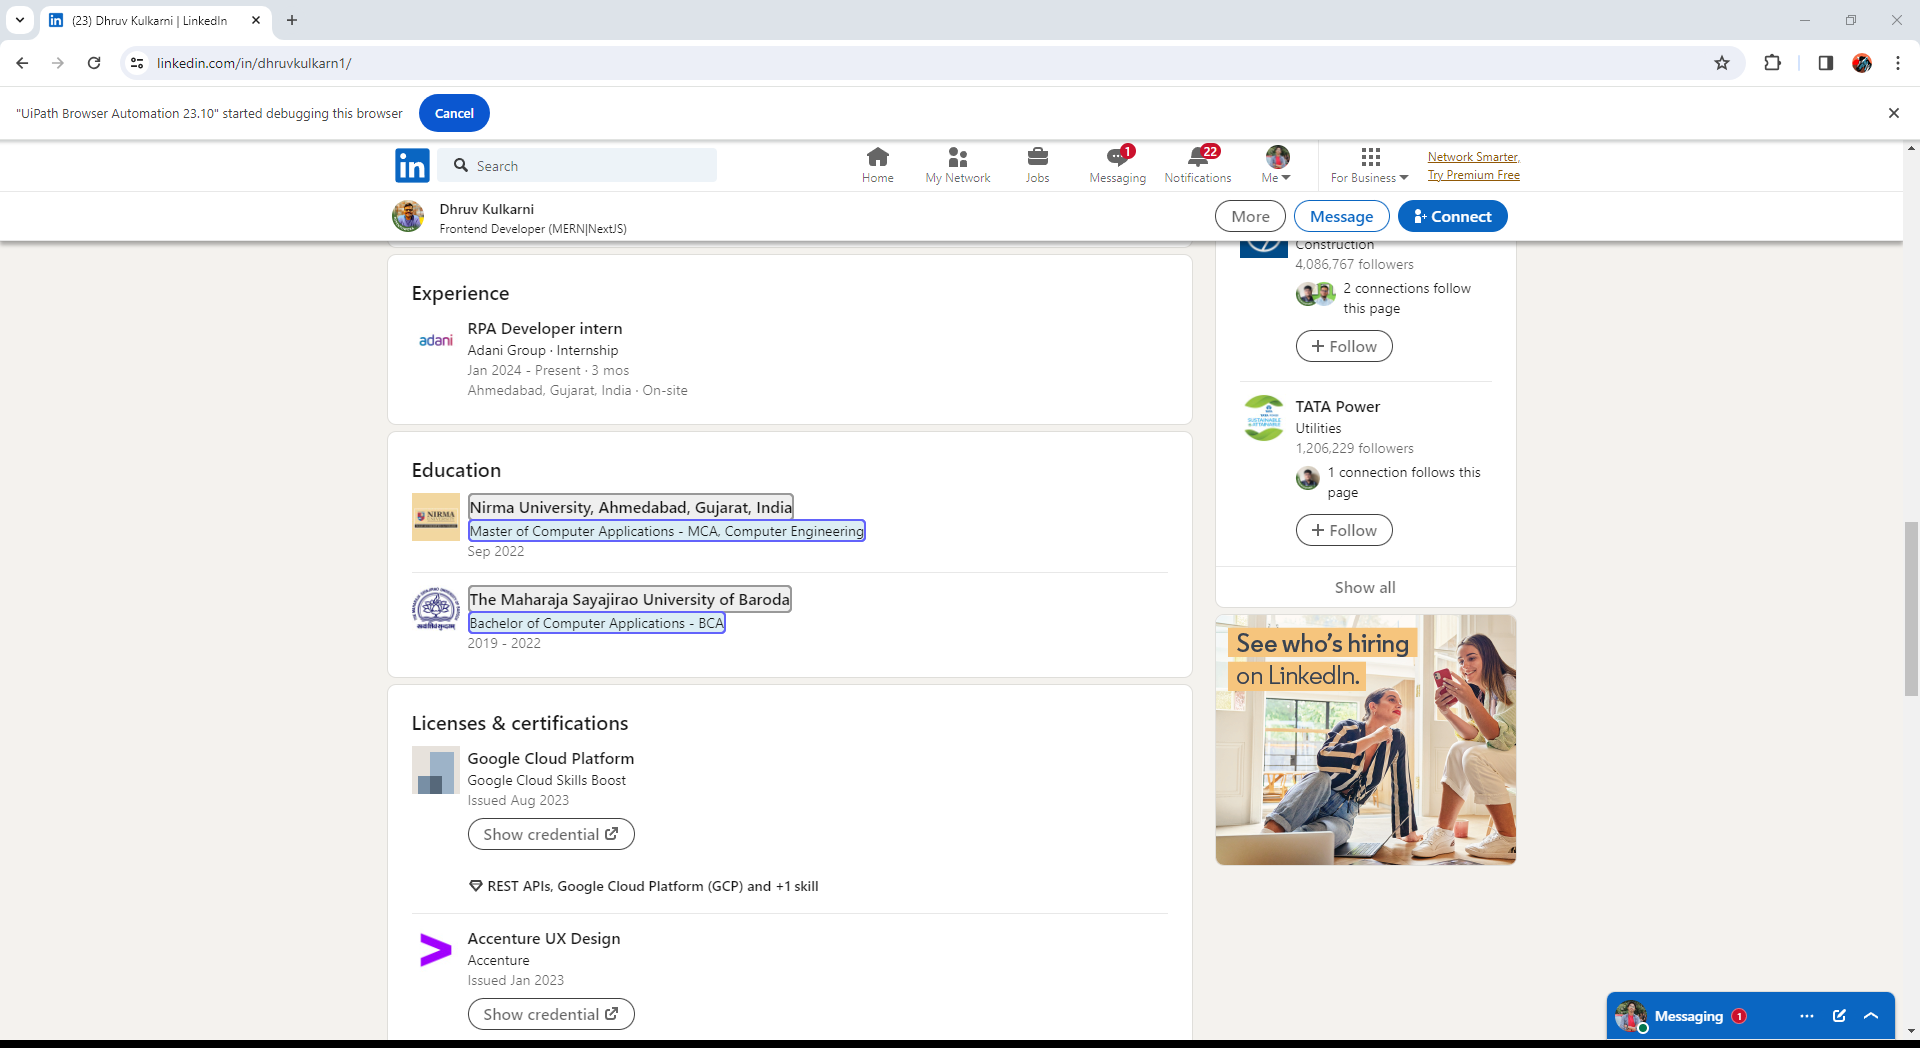 (23) Dhruv Kulkarni | LinkedIn
linkedin.com/in/dhruvkulkarn1/
"UiPath Browser Automation 23.10" started debugging this browser
Cancel
in
Search
Home
My Network
Jobs
1
Messaging
22
Notifications
Me
For Business
Network Smarter,
Try Premium Free
Dhruv Kulkarni
Frontend Developer (MERN|NextJS)
More
Message
Connect
Experience
adani
RPA Developer intern
Adani Group · Internship
Jan 2024 - Present · 3 mos
Ahmedabad, Gujarat, India · On-site
Education
NIRMA
Nirma University, Ahmedabad, Gujarat, India
Master of Computer Applications - MCA, Computer Engineering
Sep 2022
The Maharaja Sayajirao University of Baroda
Bachelor of Computer Applications - BCA
2019 - 2022
Licenses & certifications
Google Cloud Platform
Google Cloud Skills Boost
Issued Aug 2023
Show credential
REST APIs, Google Cloud Platform (GCP) and +1 skill
Accenture UX Design
Accenture
Issued Jan 2023
Show credential
Construction
4,086,767 followers
2 connections follow
this page
+ Follow
TATA Power
Utilities
1,206,229 followers
1 connection follows this
page
+ Follow
Show all
See who's hiring
on LinkedIn.
Messaging 1